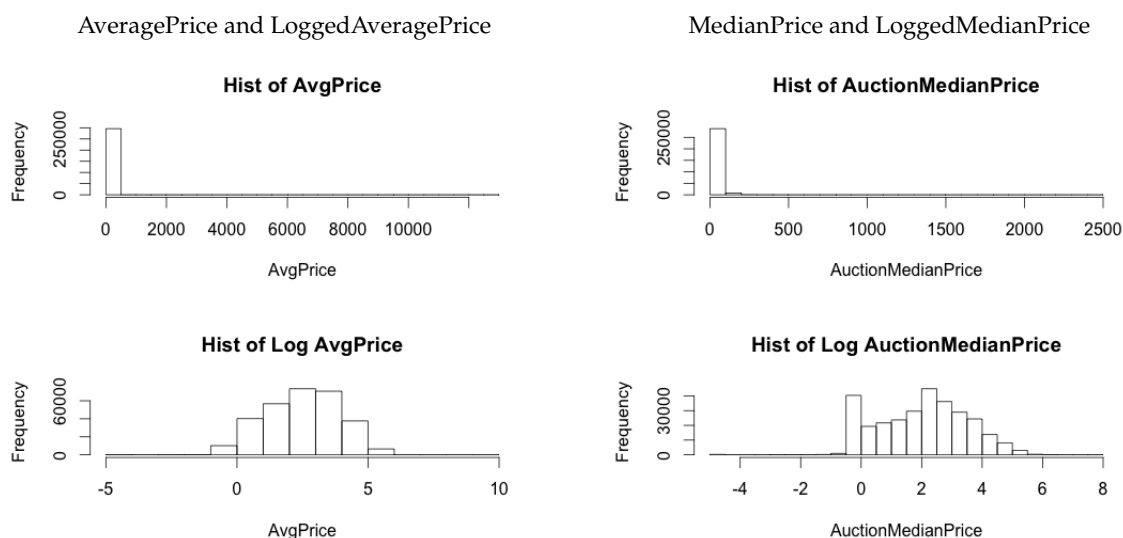 AveragePrice and LoggedAveragePrice
MedianPrice and LoggedMedianPrice
Hist of AvgPrice
Frequency
250000
0
0 2000 4000 6000 8000 10000
AvgPrice
Hist of AuctionMedianPrice
Frequency
250000
0
0 500 1000 1500 2000 2500
AuctionMedianPrice
Hist of Log AvgPrice
Frequency
60000
0
-5 0 5 10
AvgPrice
Hist of Log AuctionMedianPrice
Frequency
30000
0
-4 -2 0 2 4 6 8
AuctionMedianPrice